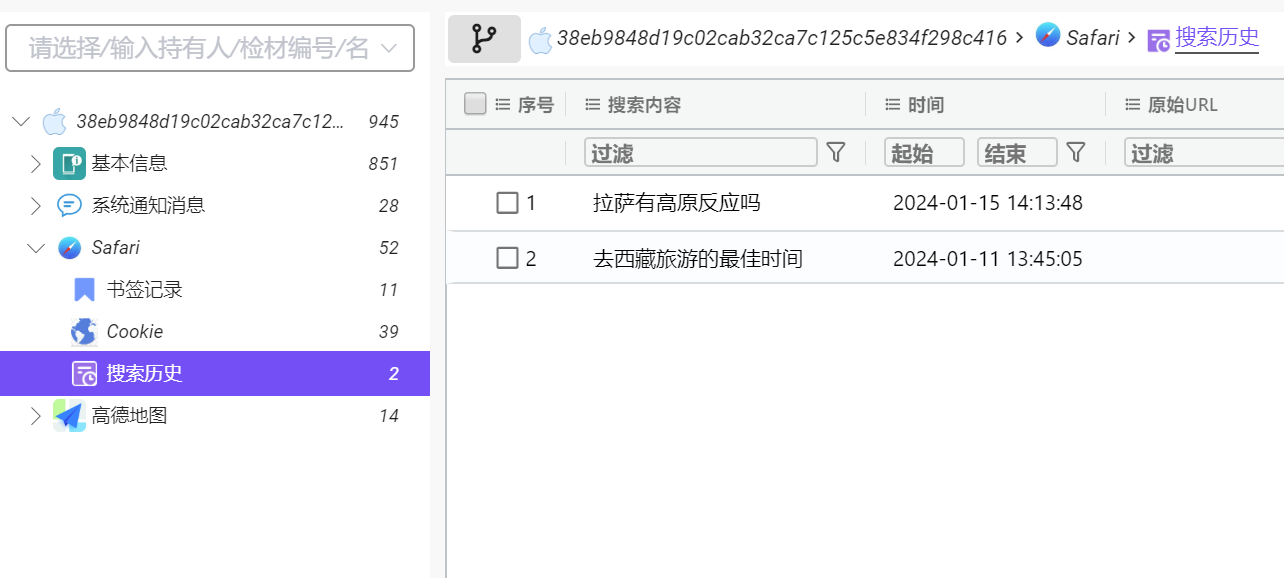 请选择/输入持有人/检材编号/名
38eb9848d19c02cab32ca7c12... 945
基本信息 851
系统通知消息 28
Safari 52
书签记录 11
Cookie 39
搜索历史 2
高德地图 14
38eb9848d19c02cab32ca7c125c5e834f298c416 > Safari > 搜索历史
序号 搜索内容 时间 原始URL
过滤 起始 结束 过滤
1 拉萨有高原反应吗 2024-01-15 14:13:48
2 去西藏旅游的最佳时间 2024-01-11 13:45:05